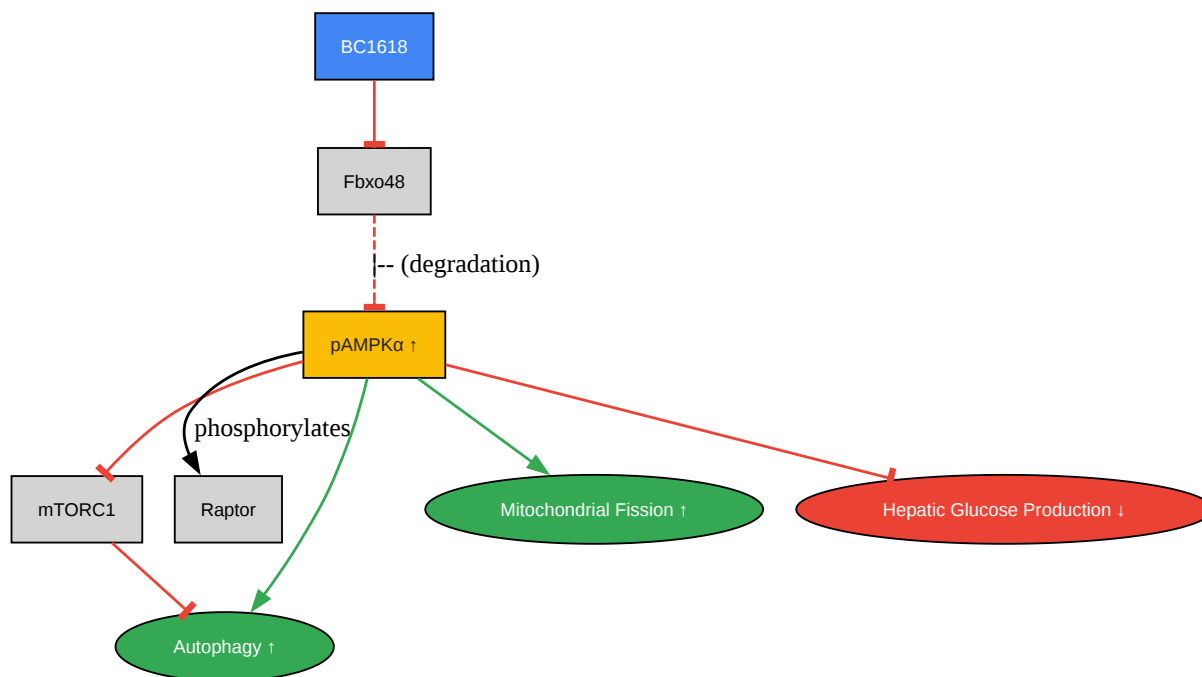 BC1618
Fbxo48
|-- (degradation)
pAMPKα ↑
phosphorylates
mTORC1
Raptor
Mitochondrial Fission ↑
Hepatic Glucose Production ↓
Autophagy ↑